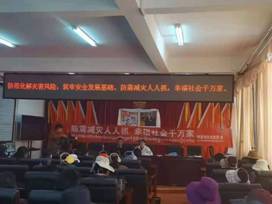 防范化解灾害风险，筑牢安全发展基础。防震减灾人人抓，幸福社会千万家。
防震减灾人人抓，幸福社会千万家